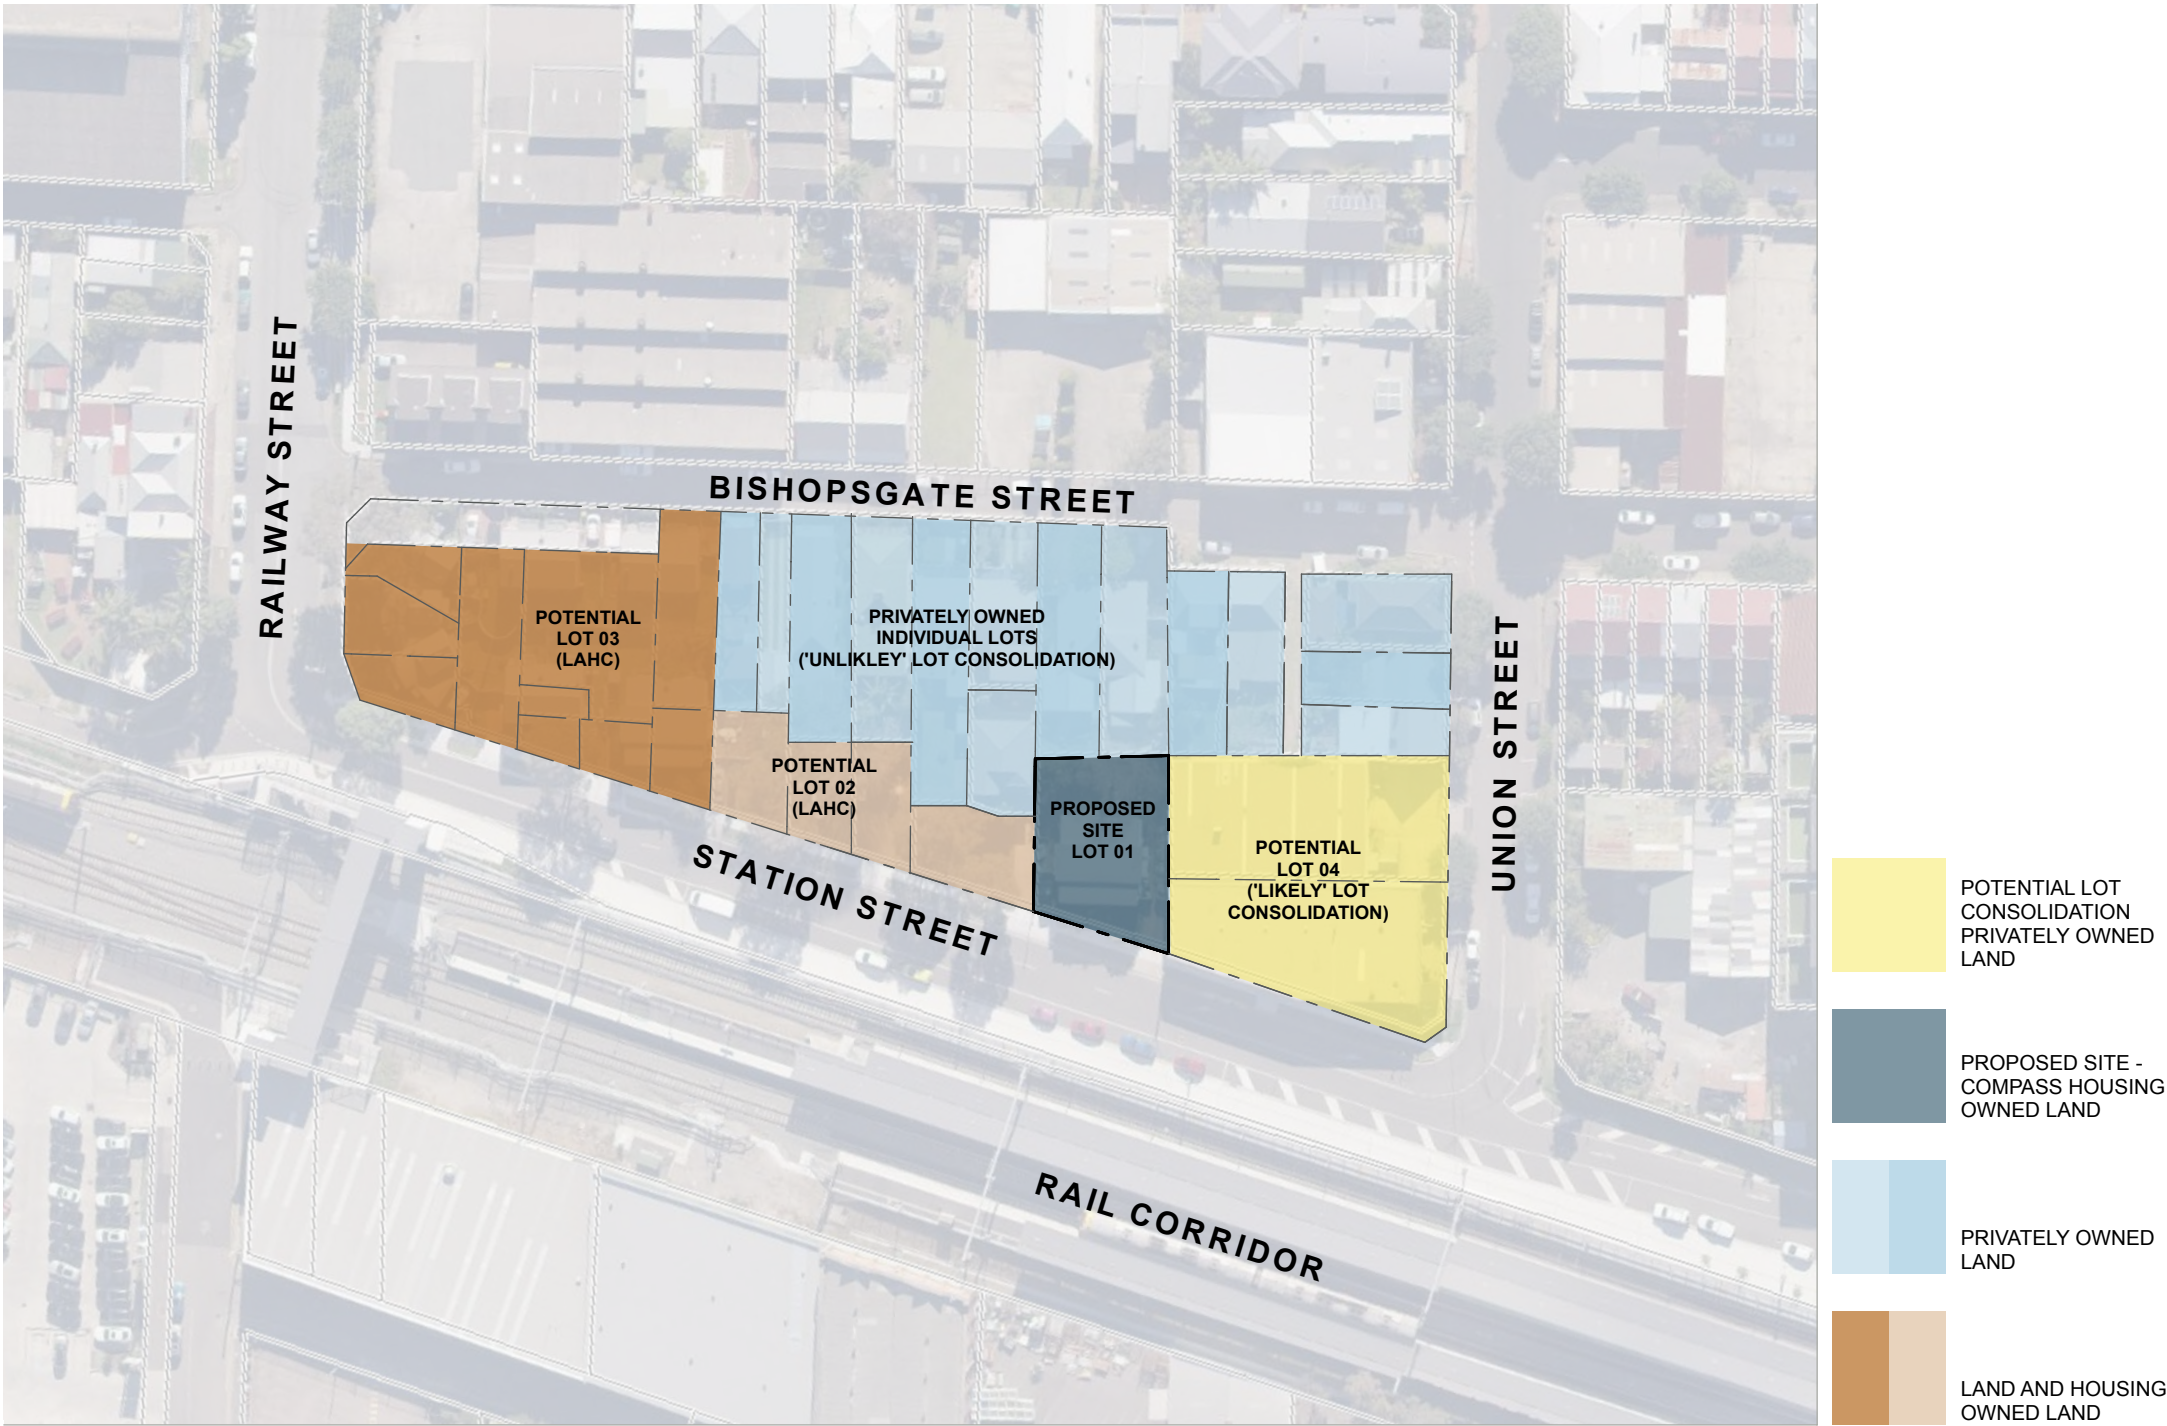 BISHOPSGATE STREET
RAILWAY STREET
POTENTIAL
LOT 03
(LAHC)
PRIVATELY OWNED
INDIVIDUAL LOTS
('UNLIKLEY' LOT CONSOLIDATION)
UNION STREET
POTENTIAL
LOT 02
(LAHC)
PROPOSED
SITE
LOT 01
POTENTIAL
LOT 04
('LIKELY' LOT
CONSOLIDATION)
STATION STREET
RAIL CORRIDOR
POTENTIAL LOT
CONSOLIDATION
PRIVATELY OWNED
LAND
PROPOSED SITE -
COMPASS HOUSING
OWNED LAND
PRIVATELY OWNED
LAND
LAND AND HOUSING
OWNED LAND